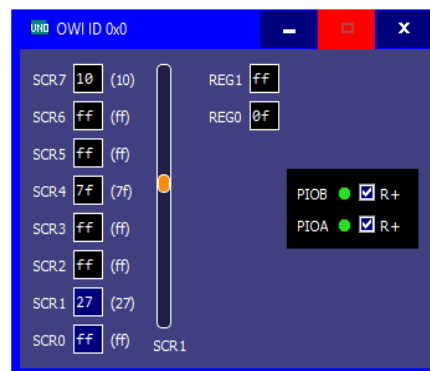 UNO OWI ID 0x0
SCR7 10 (10) REG1 ff
SCR6 ff (ff) REG0 0f
SCR5 ff (ff)
SCR4 7f (7f) PIOB R+
SCR3 ff (ff) PIOA R+
SCR2 ff (ff)
SCR1 27 (27)
SCR0 ff (ff) SCR1